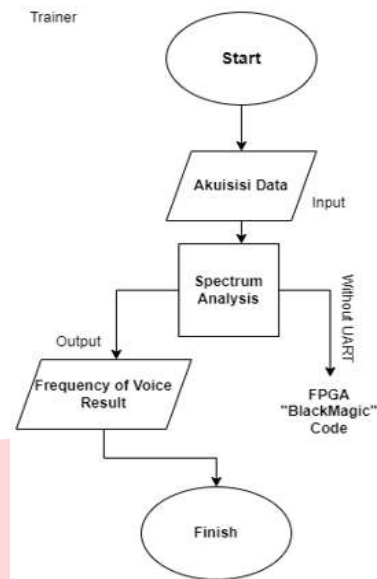 Trainer
Start
Akuisisi Data
Input
Spectrum
Analysis
Without UART
Output
Frequency of Voice
Result
FPGA
"BlackMagic"
Code
Finish